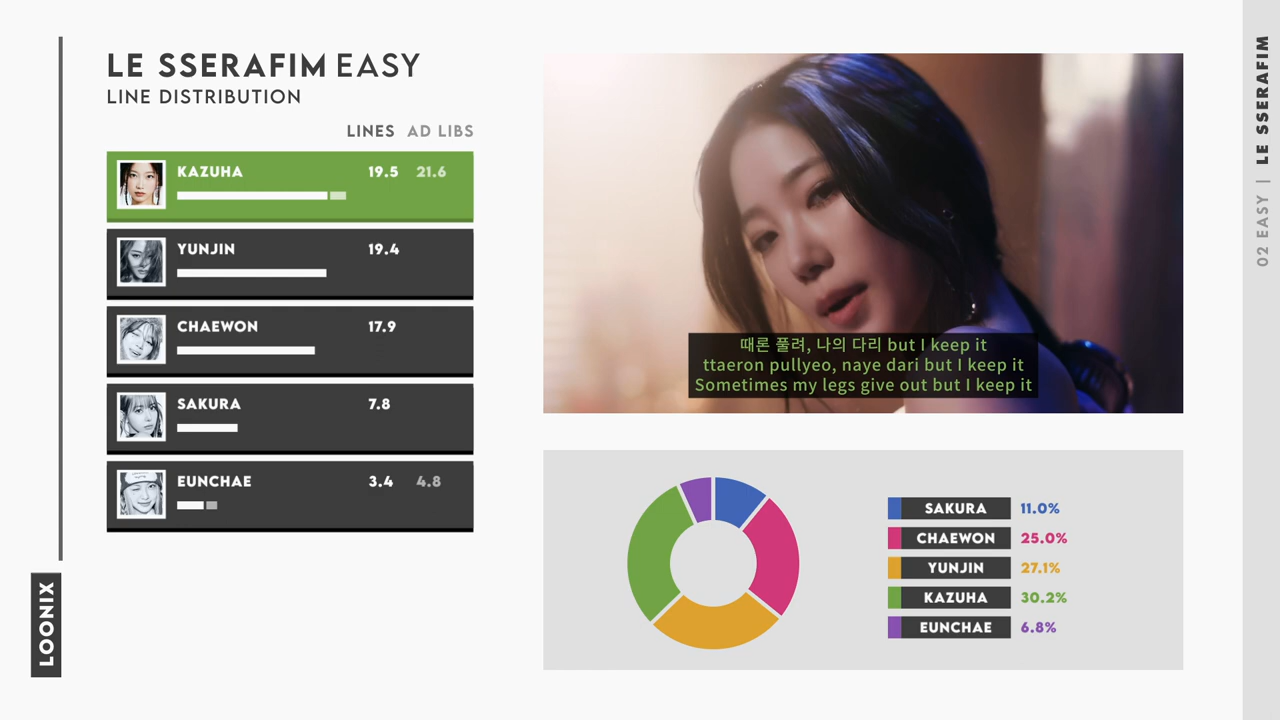 LE SSERAFIM EASY
LINE DISTRIBUTION
LINES AD LIBS
KAZUHA 19.5 21.6
YUNJIN 19.4
CHAEWON 17.9
SAKURA 7.8
EUNCHAE 3.4 4.8
LOONIX
때론 풀려, 나의 다리 but I keep it
ttaeron pullyeo, naye dari but I keep it
Sometimes my legs give out but I keep it
SAKURA 11.0%
CHAEWON 25.0%
YUNJIN 27.1%
KAZUHA 30.2%
EUNCHAE 6.8%
02 EASY | LE SSERAFIM